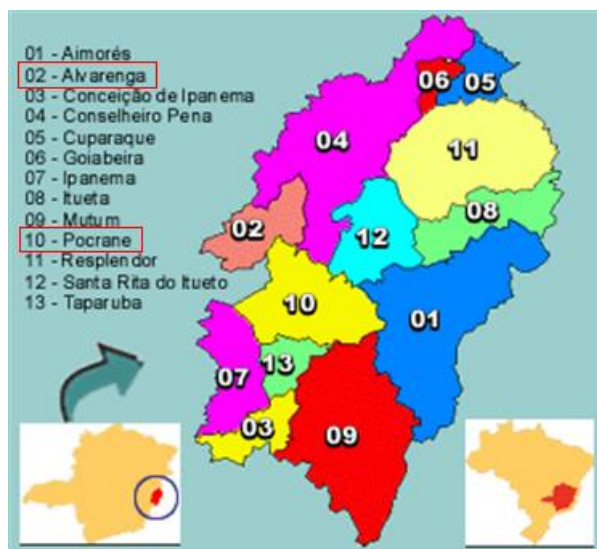 01 - Aimorés
02 - Alvarenga
03 - Conceição de Ipanema
04 - Conselheiro Pena
05 - Cuparaque
06 - Goiabeira
07 - Ipanema
08 - Itueta
09 - Mutum
10 - Pocrane
11 - Resplendor
12 - Santa Rita do Itueto
13 - Taparuba
06
05
04
11
02
12
08
10
01
13
07
03
09